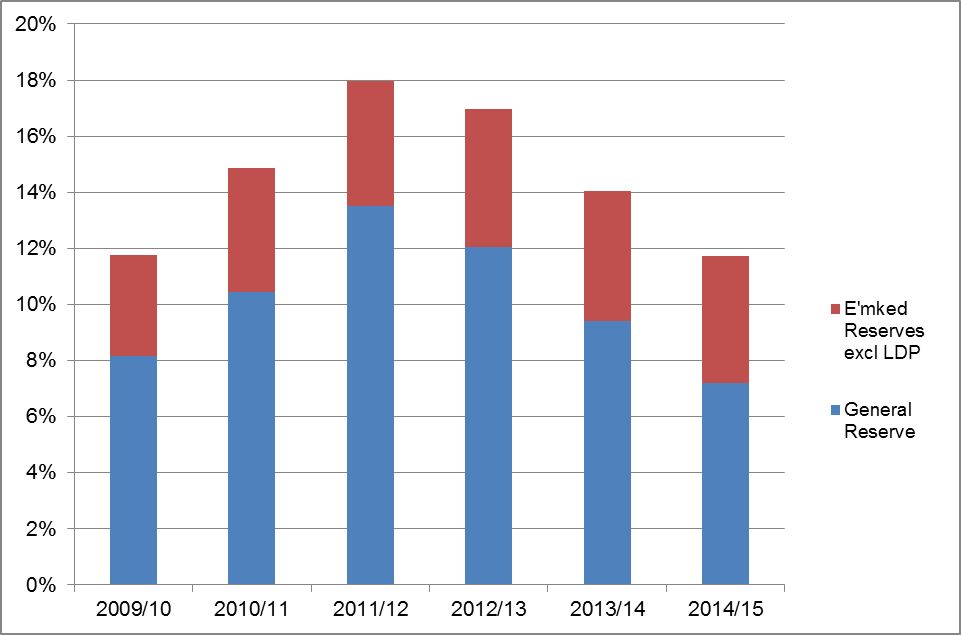 20%
18%
16%
14%
12%
10%
8%
6%
4%
2%
0%
2009/10 2010/11 2011/12 2012/13 2013/14 2014/15
E'mked
Reserves
excl LDP
General
Reserve